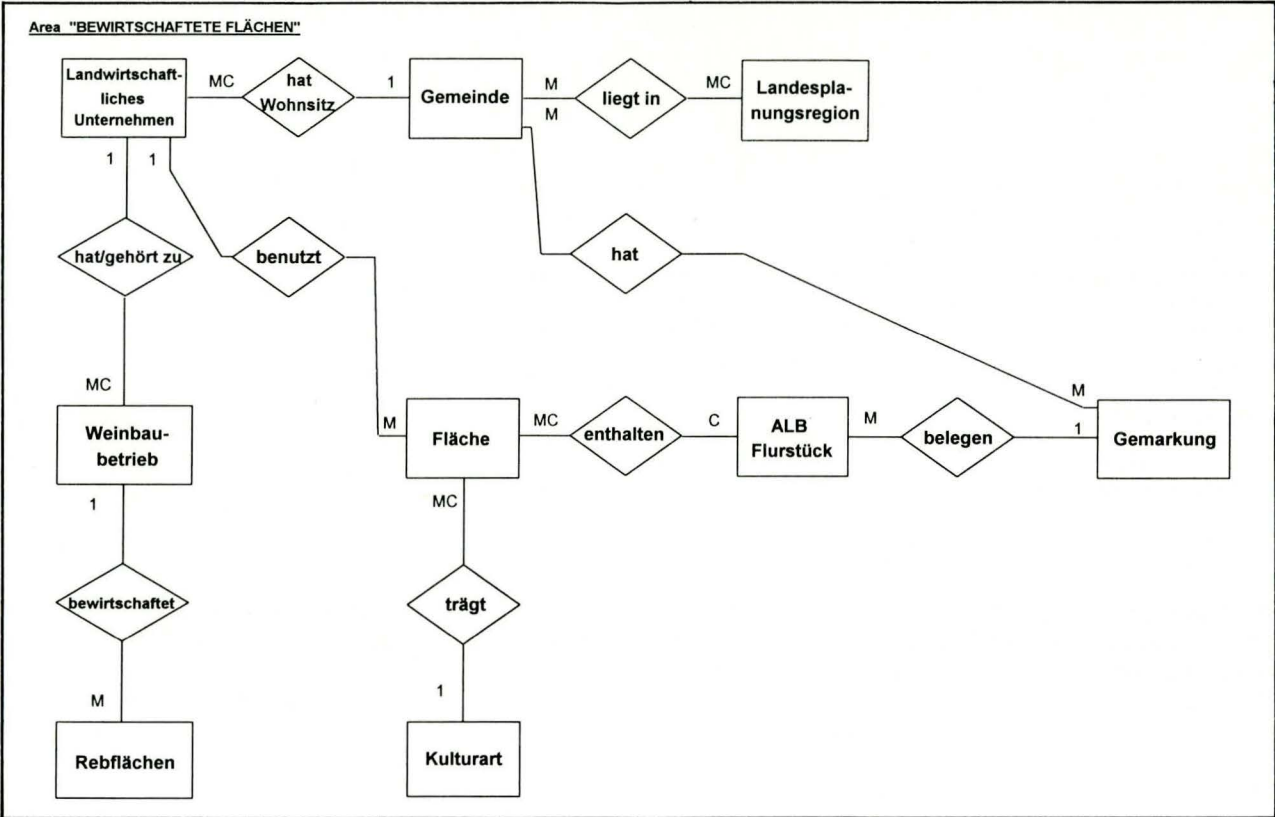 Area "BEWIRTSCHAFTETE FLÄCHEN"
Landwirtschaft-
liches
Unternehmen
MC
hat
Wohnsitz
1
Gemeinde
M
M
liegt in
MC
Landespla-
nungsregion
1
1
hat/gehört zu
benutzt
hat
MC
M
M
Weinbau-
betrieb
Fläche
MC
enthalten
C
ALB
Flurstück
M
belegen
1
Gemarkung
1
MC
bewirtschaftet
trägt
M
1
Rebflächen
Kulturart